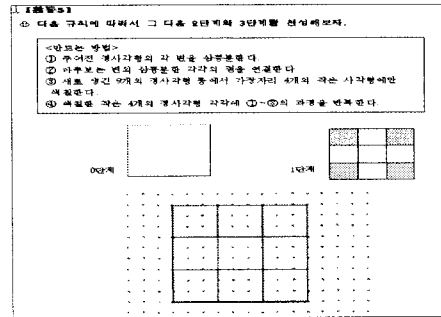 [활동5]
다음 규칙에 따라서 그 다음 2단계와 3단계를 완성해보자.
<만드는 방법>
① 주어진 정사각형의 각 변을 삼등분한다.
② 마주보는 변의 삼등분한 각각의 점을 연결한다.
③ 새로 생긴 9개의 정사각형 중에서 가장자리 4개의 작은 사각형에만
색칠한다.
④ 색칠한 작은 4개의 정사각형 각각에 ①~③의 과정을 반복한다.
0단계
1단계